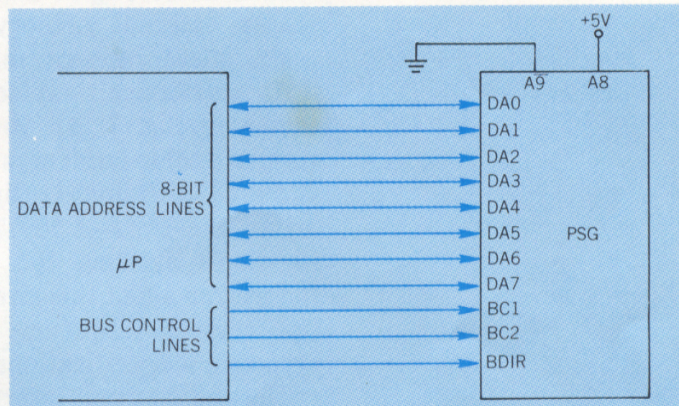 +5V
A9̅ A8
DA0
DA1
DA2
8-BIT
DATA ADDRESS LINES
DA3
DA4
DA5
PSG
μP
DA6
DA7
BUS CONTROL
LINES
BC1
BC2
BDIR